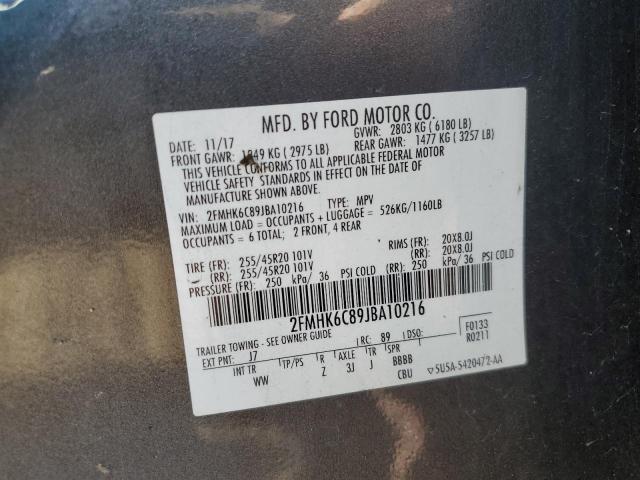 MFD. BY FORD MOTOR CO.
DATE: 11/17 GVWR: 2803 KG ( 6180 LB)
FRONT GAWR: 1349 KG ( 2975 LB) REAR GAWR: 1477 KG ( 3257 LB)
THIS VEHICLE CONFORMS TO ALL APPLICABLE FEDERAL MOTOR
VEHICLE SAFETY STANDARDS IN EFFECT ON THE DATE OF
MANUFACTURE SHOWN ABOVE.
VIN: 2FMHK6C89JBA10216 TYPE: MPV
MAXIMUM LOAD = OCCUPANTS + LUGGAGE = 526KG/1160LB
OCCUPANTS = 6 TOTAL; 2 FRONT, 4 REAR
TIRE (FR): 255/45R20 101V RIMS (FR): 20X8.0J
(RR): 255/45R20 101V (RR): 20X8.0J
PRESSURE (FR): 250 kPa/ 36 PSI COLD (RR): 250 kPa/ 36 PSI COLD
2FMHK6C89JBA10216
TRAILER TOWING - SEE OWNER GUIDE RC: 89 DSO: F0133
EXT PNT: J7 R0211
INT TR TP/PS R AXLE TR SPR
WW Z 3J J BBBB
CBU ▽5U5A-5420472-AA